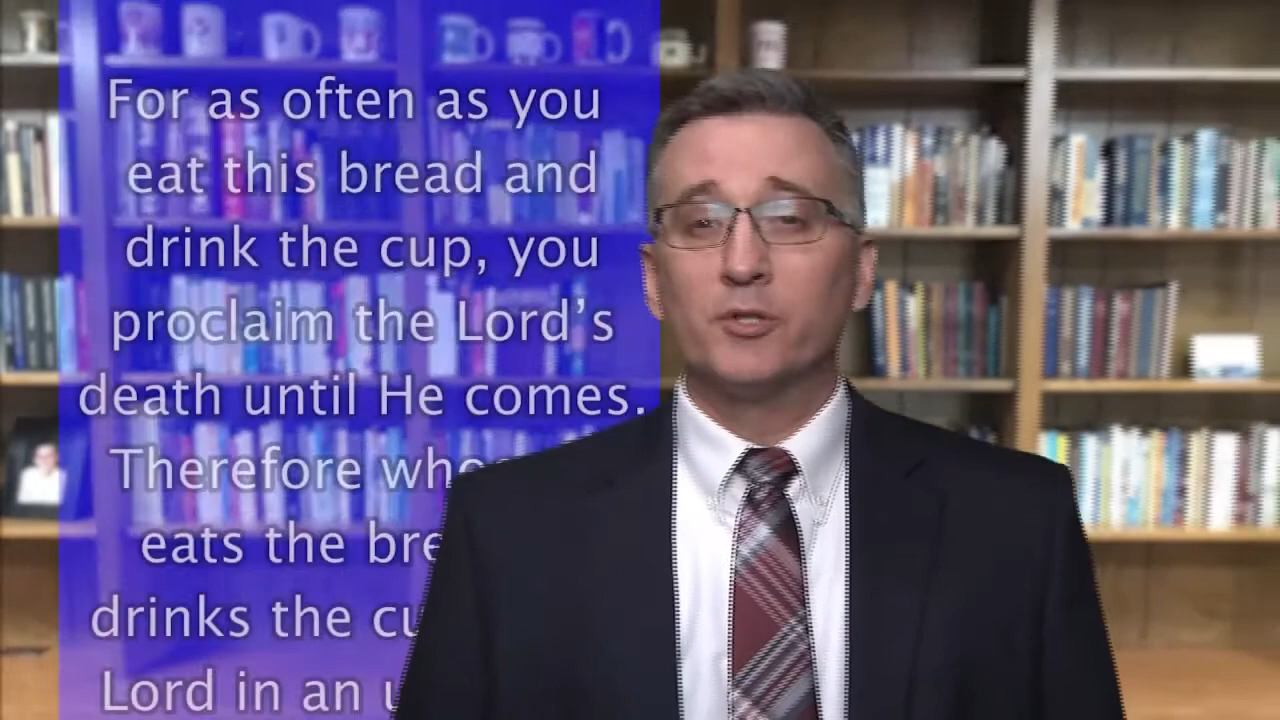 For as often as you
eat this bread and
drink the cup, you
proclaim the Lord’s
death until He comes.
Therefore
eats the
drinks the
Lord in an